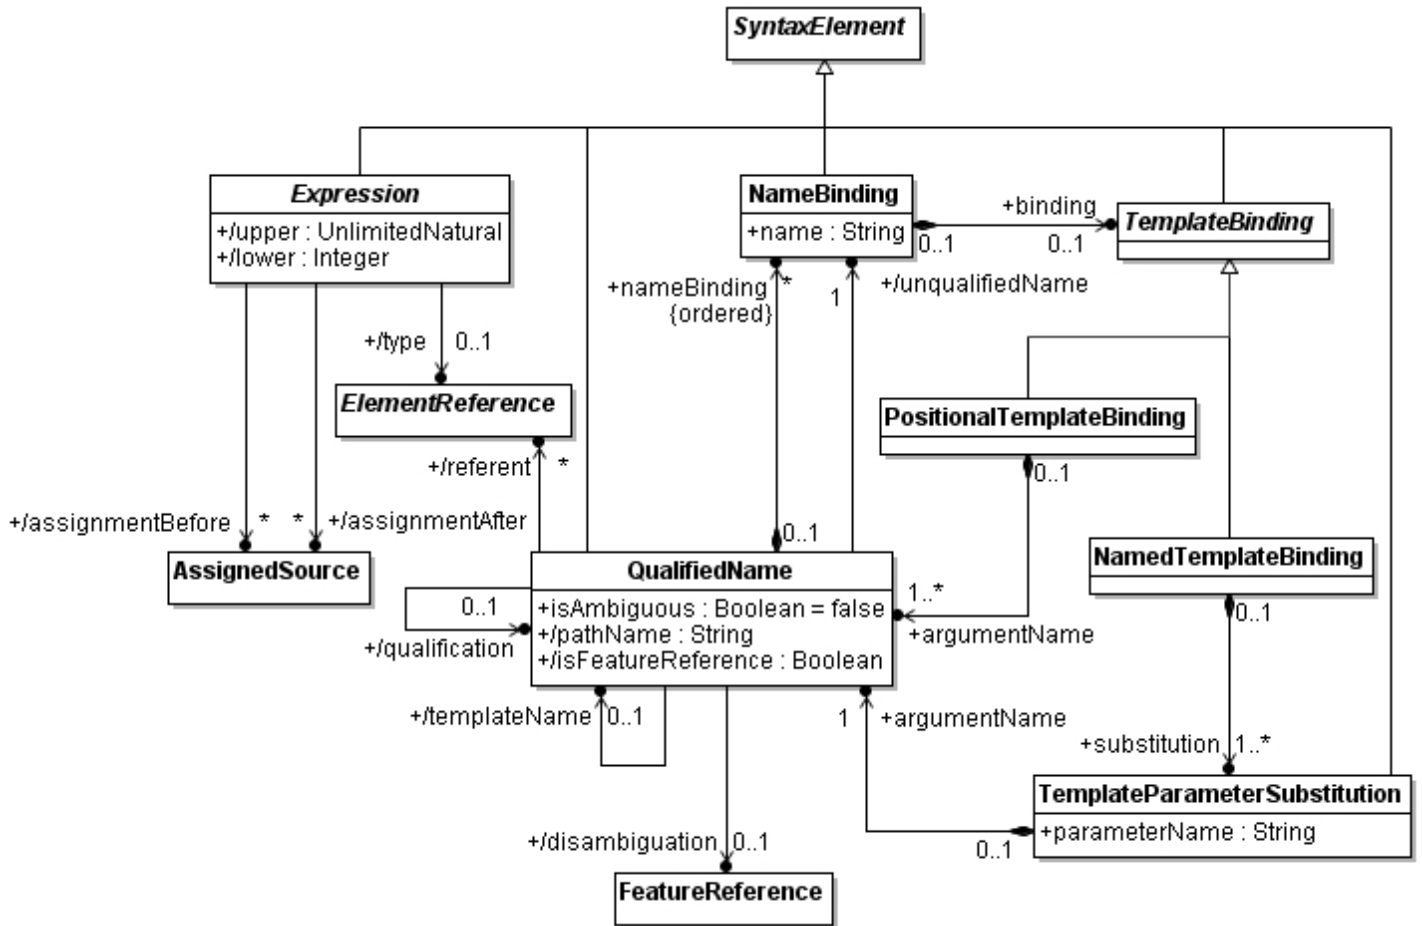 SyntaxElement
Expression
+/upper : UnlimitedNatural
+/lower : Integer
NameBinding
+name : String
+binding
0..1
0..1
TemplateBinding
+nameBinding
*
{ordered}
1
+/unqualifiedName
+/type
0..1
ElementReference
+/referent
*
PositionalTemplateBinding
0..1
+/assignmentBefore
*
*
+/assignmentAfter
AssignedSource
0..1
QualifiedName
+isAmbiguous : Boolean = false
+/pathName : String
+/isFeatureReference : Boolean
0..1
+/qualification
1..*
+argumentName
NamedTemplateBinding
0..1
+/templateName
0..1
1
+argumentName
+substitution
1..*
TemplateParameterSubstitution
+parameterName : String
0..1
+/disambiguation
0..1
FeatureReference